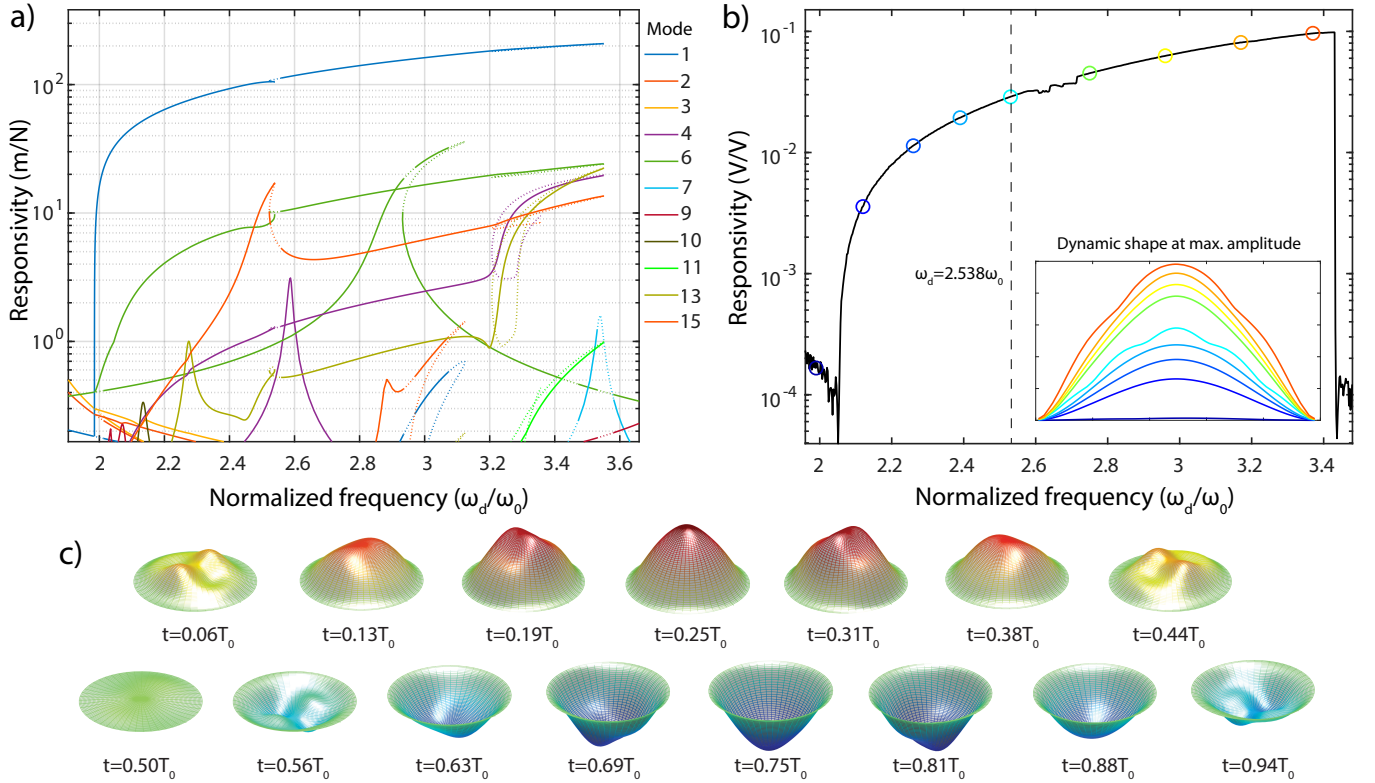 a)
Responsivity (m/N)
10²
10¹
10⁰
2
2.2
2.4
2.6
2.8
3
3.2
3.4
3.6
Normalized frequency (ω_d/ω_0)
Mode
1
2
3
4
6
7
9
10
11
13
15
b)
Responsivity (V/V)
10⁻¹
10⁻²
10⁻³
10⁻⁴
ω_d=2.538ω_0
Dynamic shape at max. amplitude
2
2.2
2.4
2.6
2.8
3
3.2
3.4
Normalized frequency (ω_d/ω_0)
c)
t=0.06T_0
t=0.13T_0
t=0.19T_0
t=0.25T_0
t=0.31T_0
t=0.38T_0
t=0.44T_0
t=0.50T_0
t=0.56T_0
t=0.63T_0
t=0.69T_0
t=0.75T_0
t=0.81T_0
t=0.88T_0
t=0.94T_0